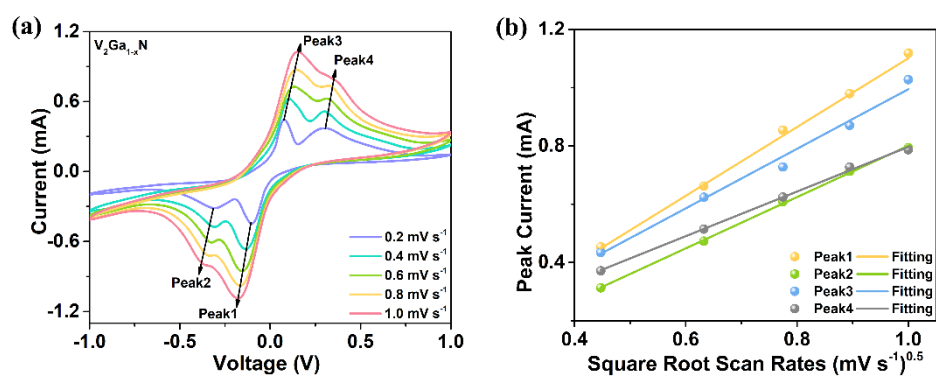 (a)
V₂Ga₁₋ₓN
Peak3
Peak4
Peak2
Peak1
0.2 mV s⁻¹
0.4 mV s⁻¹
0.6 mV s⁻¹
0.8 mV s⁻¹
1.0 mV s⁻¹
1.2
0.6
0.0
-0.6
-1.2
Current (mA)
-1.0 -0.5 0.0 0.5 1.0
Voltage (V)
(b)
1.2
0.8
0.4
Peak Current (mA)
Peak1 Fitting
Peak2 Fitting
Peak3 Fitting
Peak4 Fitting
0.4 0.6 0.8 1.0
Square Root Scan Rates (mV s⁻¹)⁰·⁵